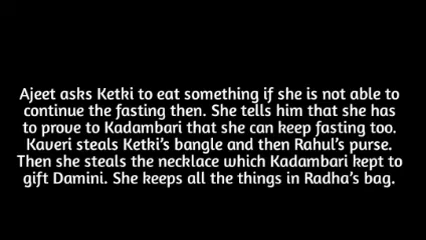 Ajeet asks Ketki to eat something if she is not able to
continue the fasting then. She tells him that she has
to prove to Kadambari that she can keep fasting too.
Kaveri steals Ketki's bangle and then Rahul's purse.
Then she steals the necklace which Kadambari kept to
gift Damini. She keeps all the things in Radha's bag.